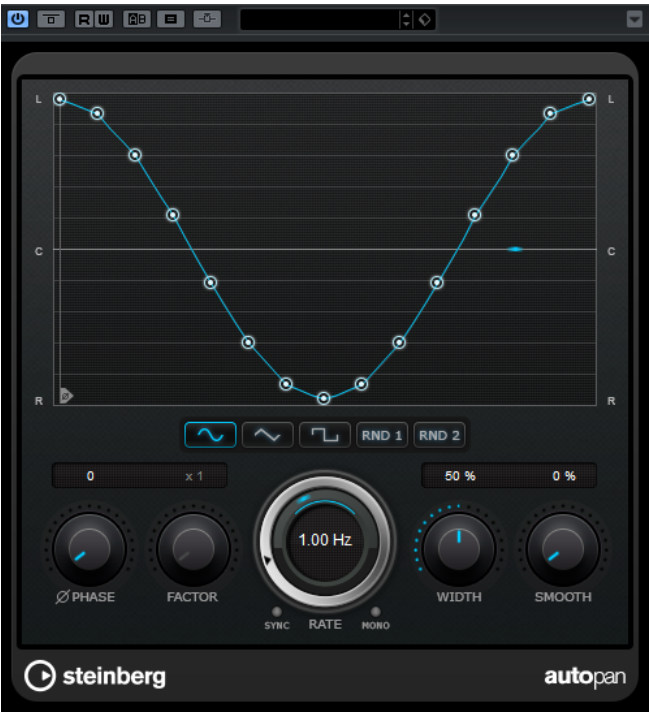 R W A B
L L
C C
R R
RND 1 RND 2
0 x 1 50 % 0 %
1.00 Hz
Ø PHASE FACTOR WIDTH SMOOTH
SYNC RATE MONO
steinberg autopan